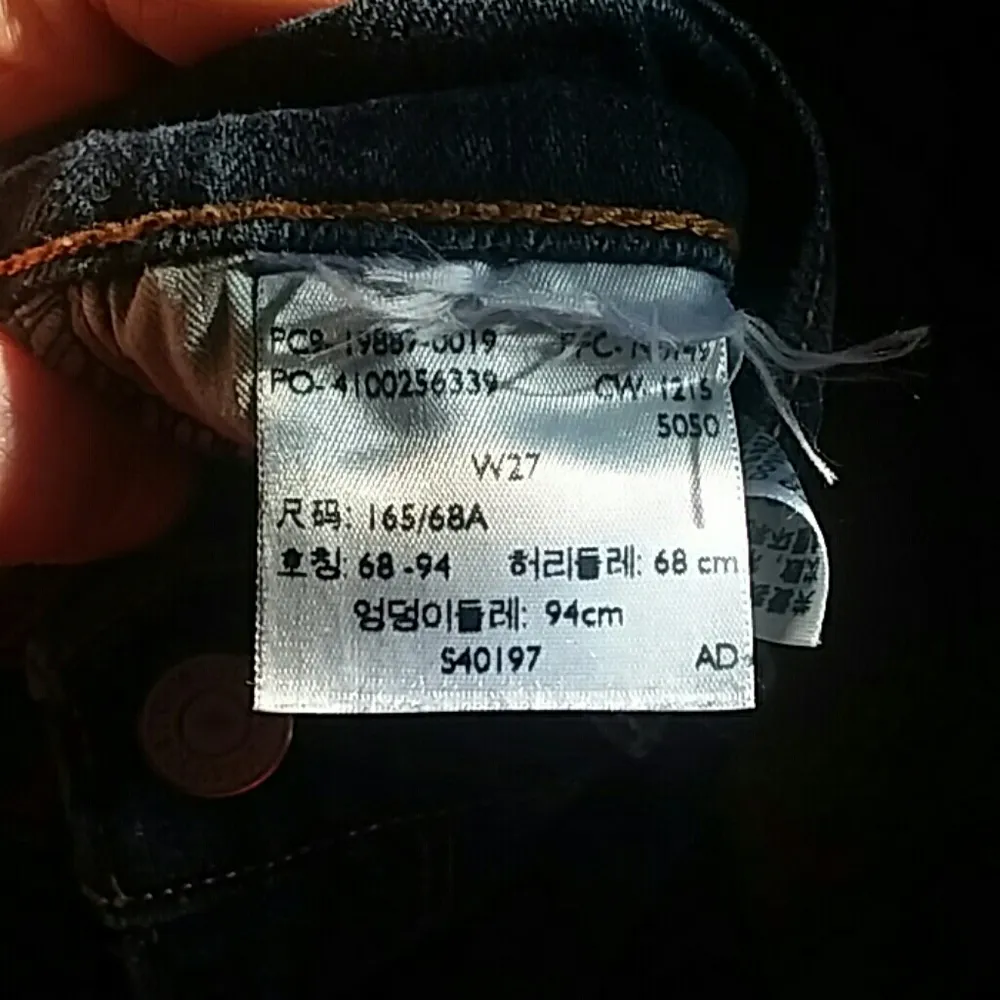 PC9- 19889-0019
PO- 4100256339 CW- 1215
5050
W27
尺码: 165/68A
호칭: 68 -94 허리둘레: 68 cm
엉덩이둘레: 94cm
S40197 AD